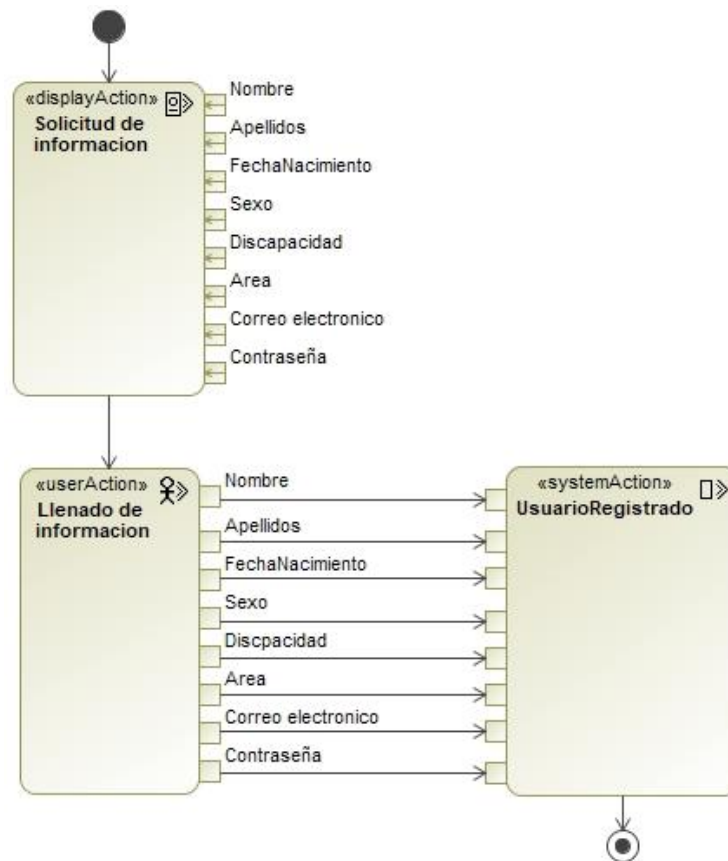 «displayAction»
Solicitud de
informacion
Nombre
Apellidos
FechaNacimiento
Sexo
Discapacidad
Area
Correo electronico
Contraseña
«userAction»
Llenado de
informacion
Nombre
Apellidos
FechaNacimiento
Sexo
Discpacidad
Area
Correo electronico
Contraseña
«systemAction»
UsuarioRegistrado